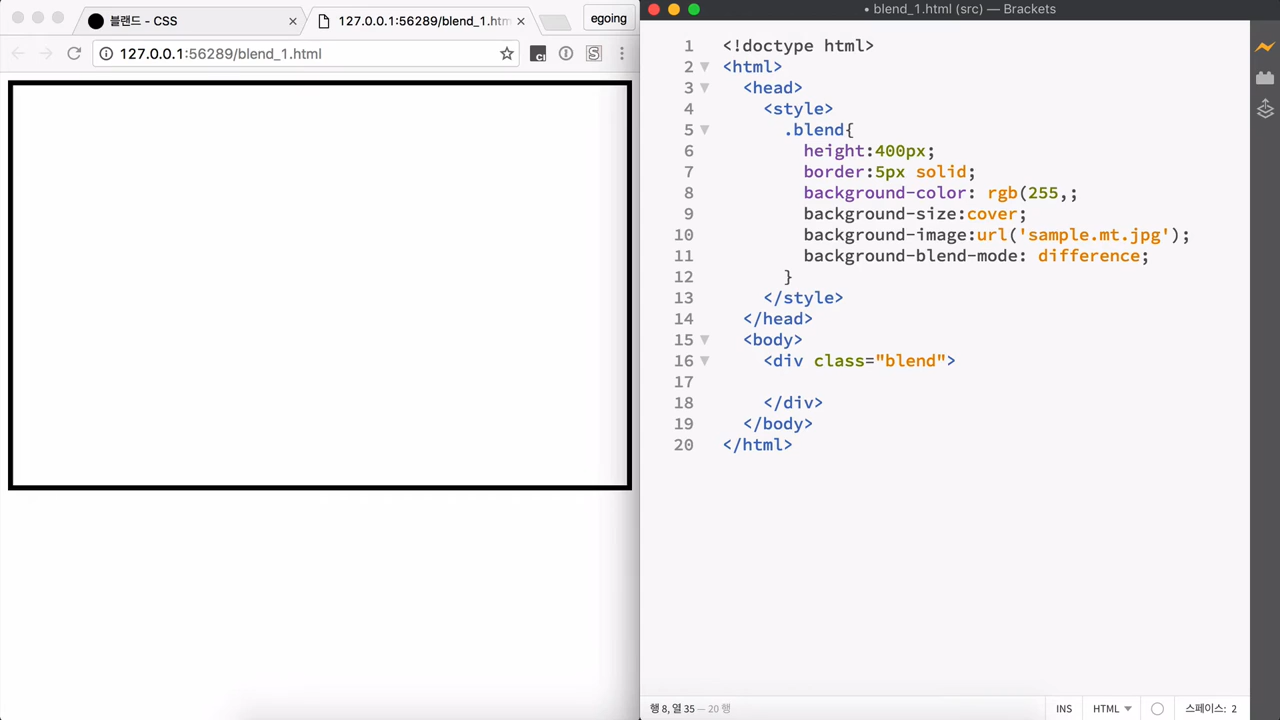 블랜드 - CSS
127.0.0.1:56289/blend_1.htm
egoing
127.0.0.1:56289/blend_1.html
• blend_1.html (src) — Brackets
1 <!doctype html>
2 <html>
3 <head>
4 <style>
5 .blend{
6 height:400px;
7 border:5px solid;
8 background-color: rgb(255,;
9 background-size:cover;
10 background-image:url('sample.mt.jpg');
11 background-blend-mode: difference;
12 }
13 </style>
14 </head>
15 <body>
16 <div class="blend">
17
18 </div>
19 </body>
20 </html>
행 8, 열 35 — 20 행
INS
HTML
스페이스: 2